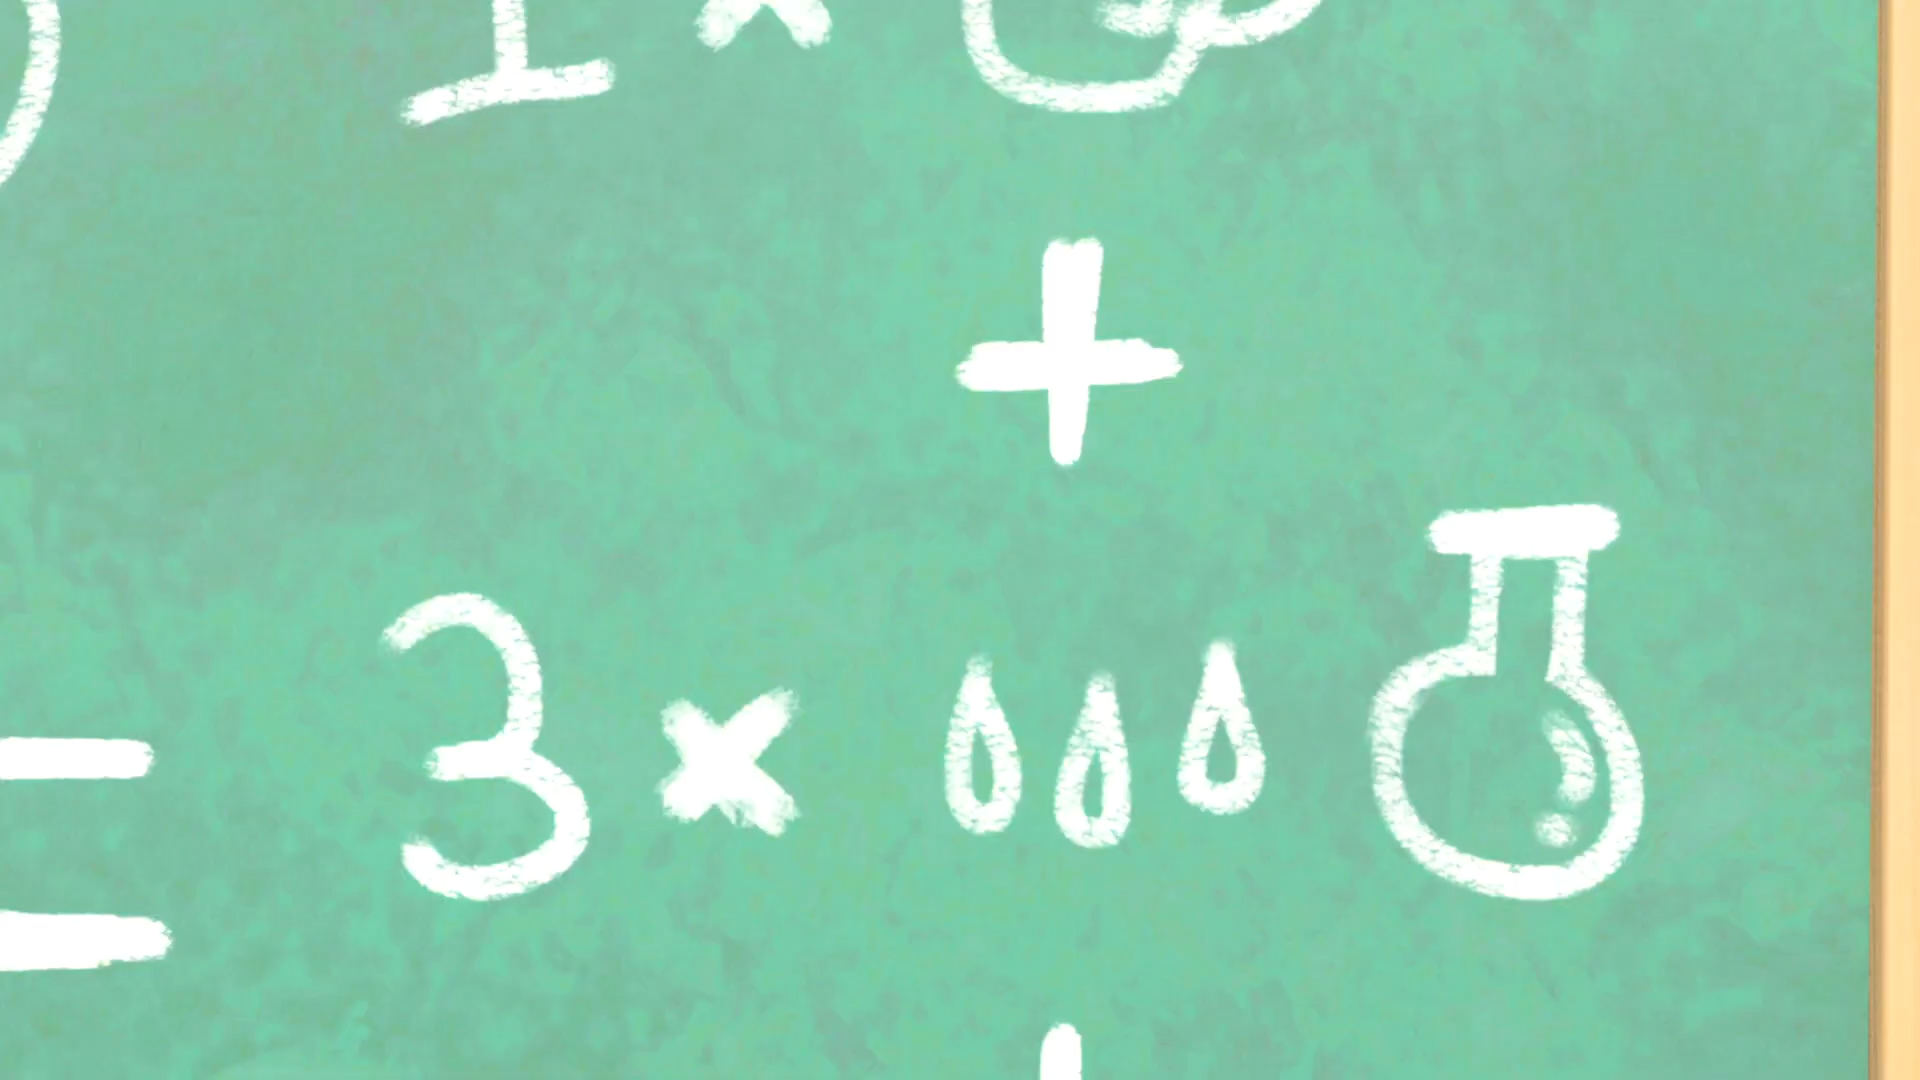 1 ×
+
= 3 ×